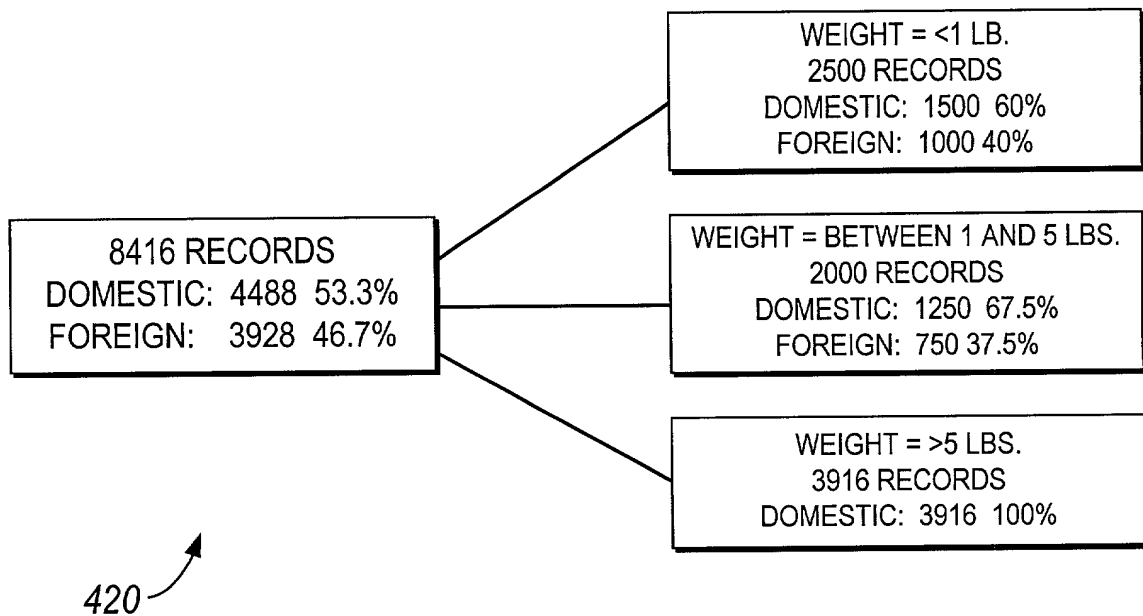 WEIGHT = <1 LB.
2500 RECORDS
DOMESTIC: 1500 60%
FOREIGN: 1000 40%
8416 RECORDS
DOMESTIC: 4488 53.3%
FOREIGN: 3928 46.7%
WEIGHT = BETWEEN 1 AND 5 LBS.
2000 RECORDS
DOMESTIC: 1250 67.5%
FOREIGN: 750 37.5%
WEIGHT = >5 LBS.
3916 RECORDS
DOMESTIC: 3916 100%
420